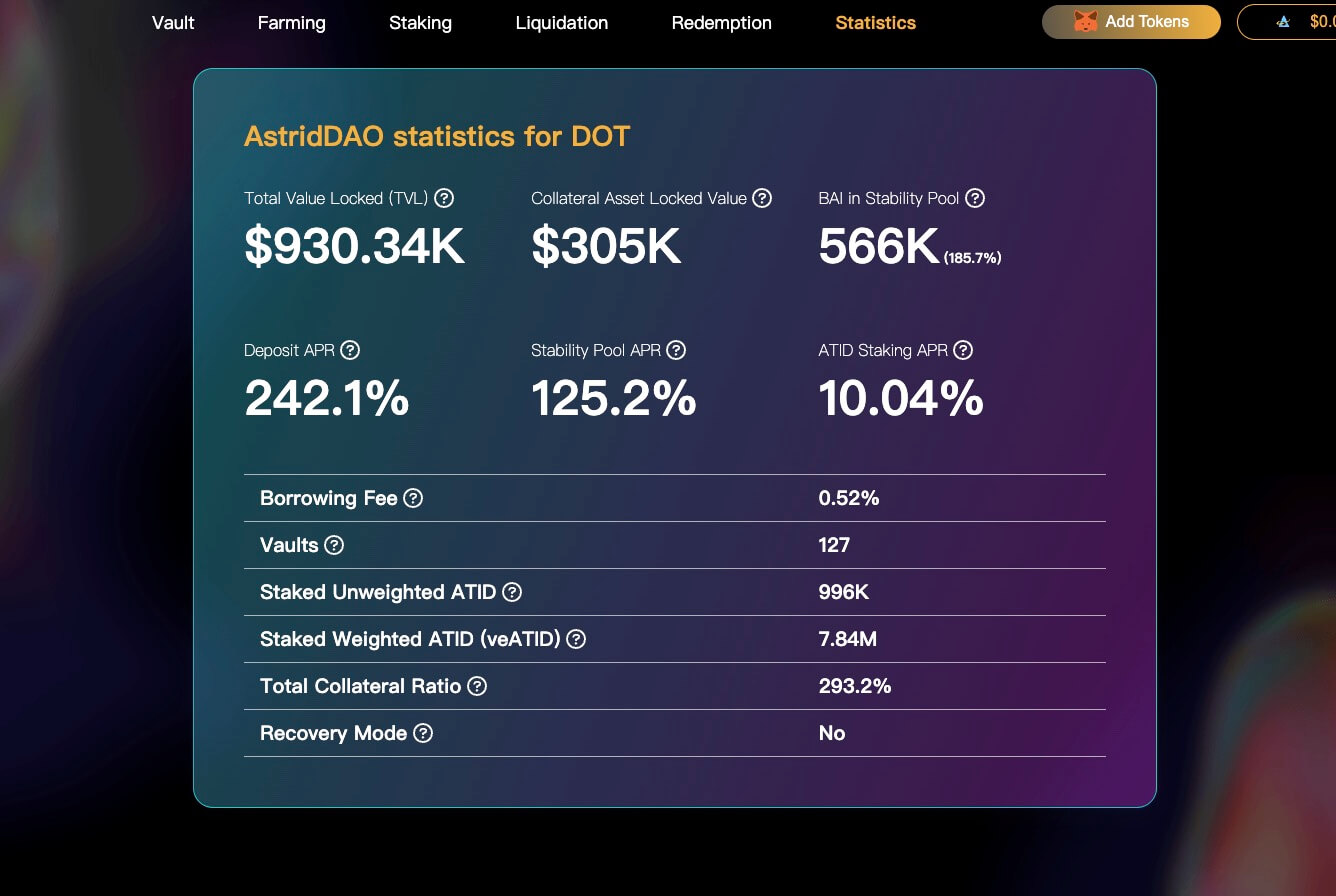 Vault Farming Staking Liquidation Redemption Statistics Add Tokens
AstridDAO statistics for DOT
Total Value Locked (TVL) ? Collateral Asset Locked Value ? BAI in Stability Pool ?
$930.34K $305K 566K (185.7%)
Deposit APR ? Stability Pool APR ? ATID Staking APR ?
242.1% 125.2% 10.04%
Borrowing Fee ? 0.52%
Vaults ? 127
Staked Unweighted ATID ? 996K
Staked Weighted ATID (veATID) ? 7.84M
Total Collateral Ratio ? 293.2%
Recovery Mode ? No